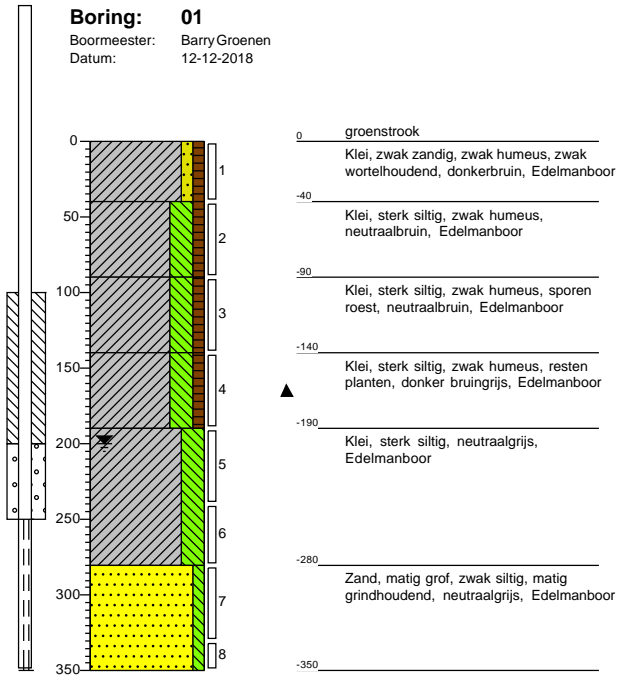 Boring: 01
Boormeester: Barry Groenen
Datum: 12-12-2018
0
50
100
150
200
250
300
350
1
2
3
4
5
6
7
8
0 groenstrook
Klei, zwak zandig, zwak humeus, zwak
wortelhoudend, donkerbruin, Edelmanboor
-40
Klei, sterk siltig, zwak humeus,
neutraalbruin, Edelmanboor
-90
Klei, sterk siltig, zwak humeus, sporen
roest, neutraalbruin, Edelmanboor
-140
Klei, sterk siltig, zwak humeus, resten
planten, donker bruingrijs, Edelmanboor
-190
Klei, sterk siltig, neutraalgrijs,
Edelmanboor
-280
Zand, matig grof, zwak siltig, matig
grindhoudend, neutraalgrijs, Edelmanboor
-350